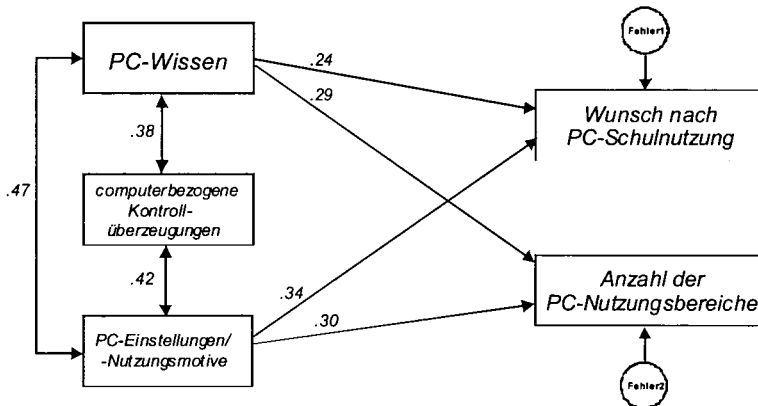 Fehler1
PC-Wissen
.24
.29
Wunsch nach
PC-Schulnutzung
.38
.47
computerbezogene
Kontroll-
überzeugungen
.42
.34
.30
Anzahl der
PC-Nutzungsbereiche
PC-Einstellungen/
-Nutzungsmotive
Fehler2